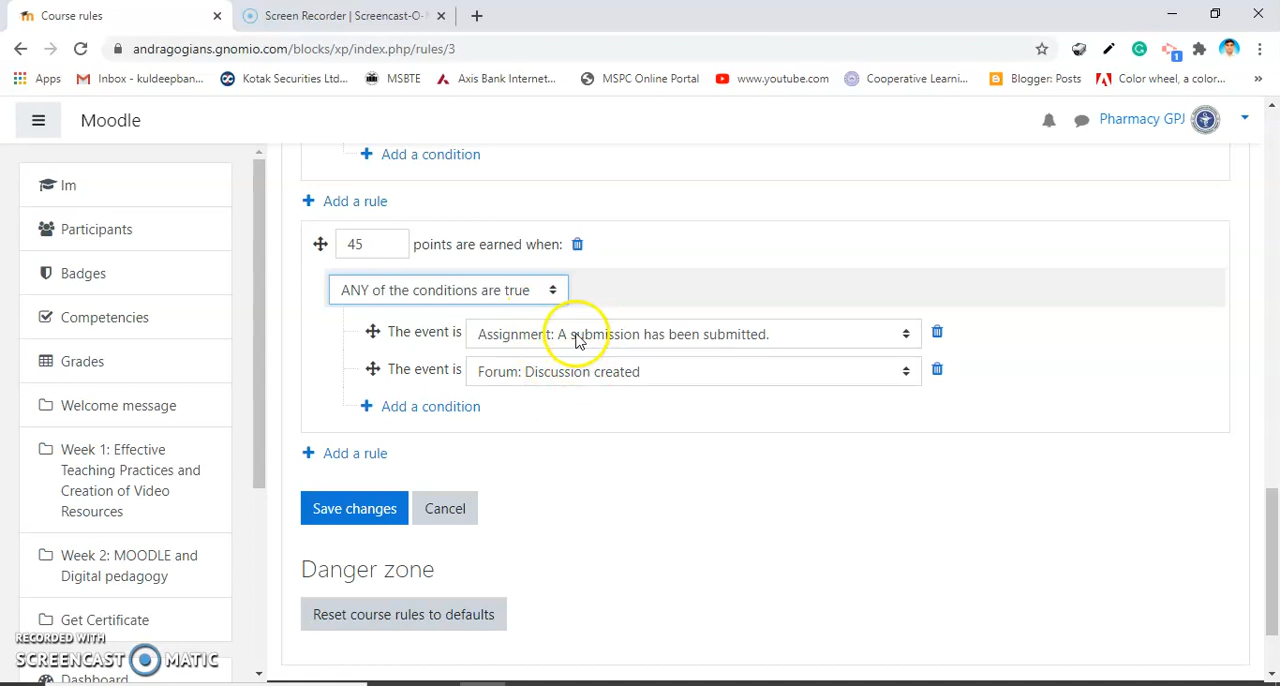 Course rules
Screen Recorder | Screencast-O-
andragogians.gnomio.com/blocks/xp/index.php/rules/3
Apps
Inbox - kuldeepban...
Kotak Securities Ltd...
MSBTE
Axis Bank Internet...
MSPC Online Portal
www.youtube.com
Cooperative Learni...
Blogger: Posts
Color wheel, a color...
»
1
Moodle
Pharmacy GPJ
Im
Participants
Badges
Competencies
Grades
Welcome message
Week 1: Effective
Teaching Practices and
Creation of Video
Resources
Week 2: MOODLE and
Digital pedagogy
Get Certificate
Dashboard
Add a condition
Add a rule
45 points are earned when:
ANY of the conditions are true
The event is Assignment: A submission has been submitted.
The event is Forum: Discussion created
Add a condition
Add a rule
Save changes Cancel
Danger zone
Reset course rules to defaults
RECORDED WITH
SCREENCAST MATIC